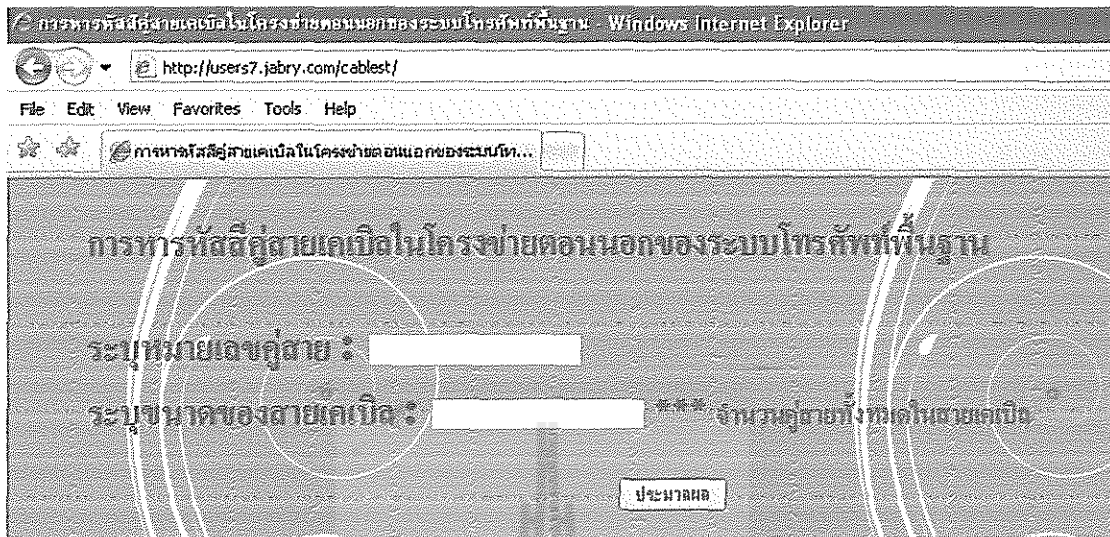 การหารหัสสีคู่สายเคเบิลในโครงข่ายตอนนอกของระบบโทรศัพท์พื้นฐาน - Windows Internet Explorer
http://users7.jabry.com/cablest/
File Edit View Favorites Tools Help
การหารหัสสีคู่สายเคเบิลในโครงข่ายตอนนอกของระบบโท...
การหารหัสสีคู่สายเคเบิลในโครงข่ายตอนนอกของระบบโทรศัพท์พื้นฐาน
ระบุหมายเลขคู่สาย :
ระบุขนาดของสายเคเบิล : *** จำนวนคู่สายทั้งหมดในสายเคเบิล
ประมวลผล